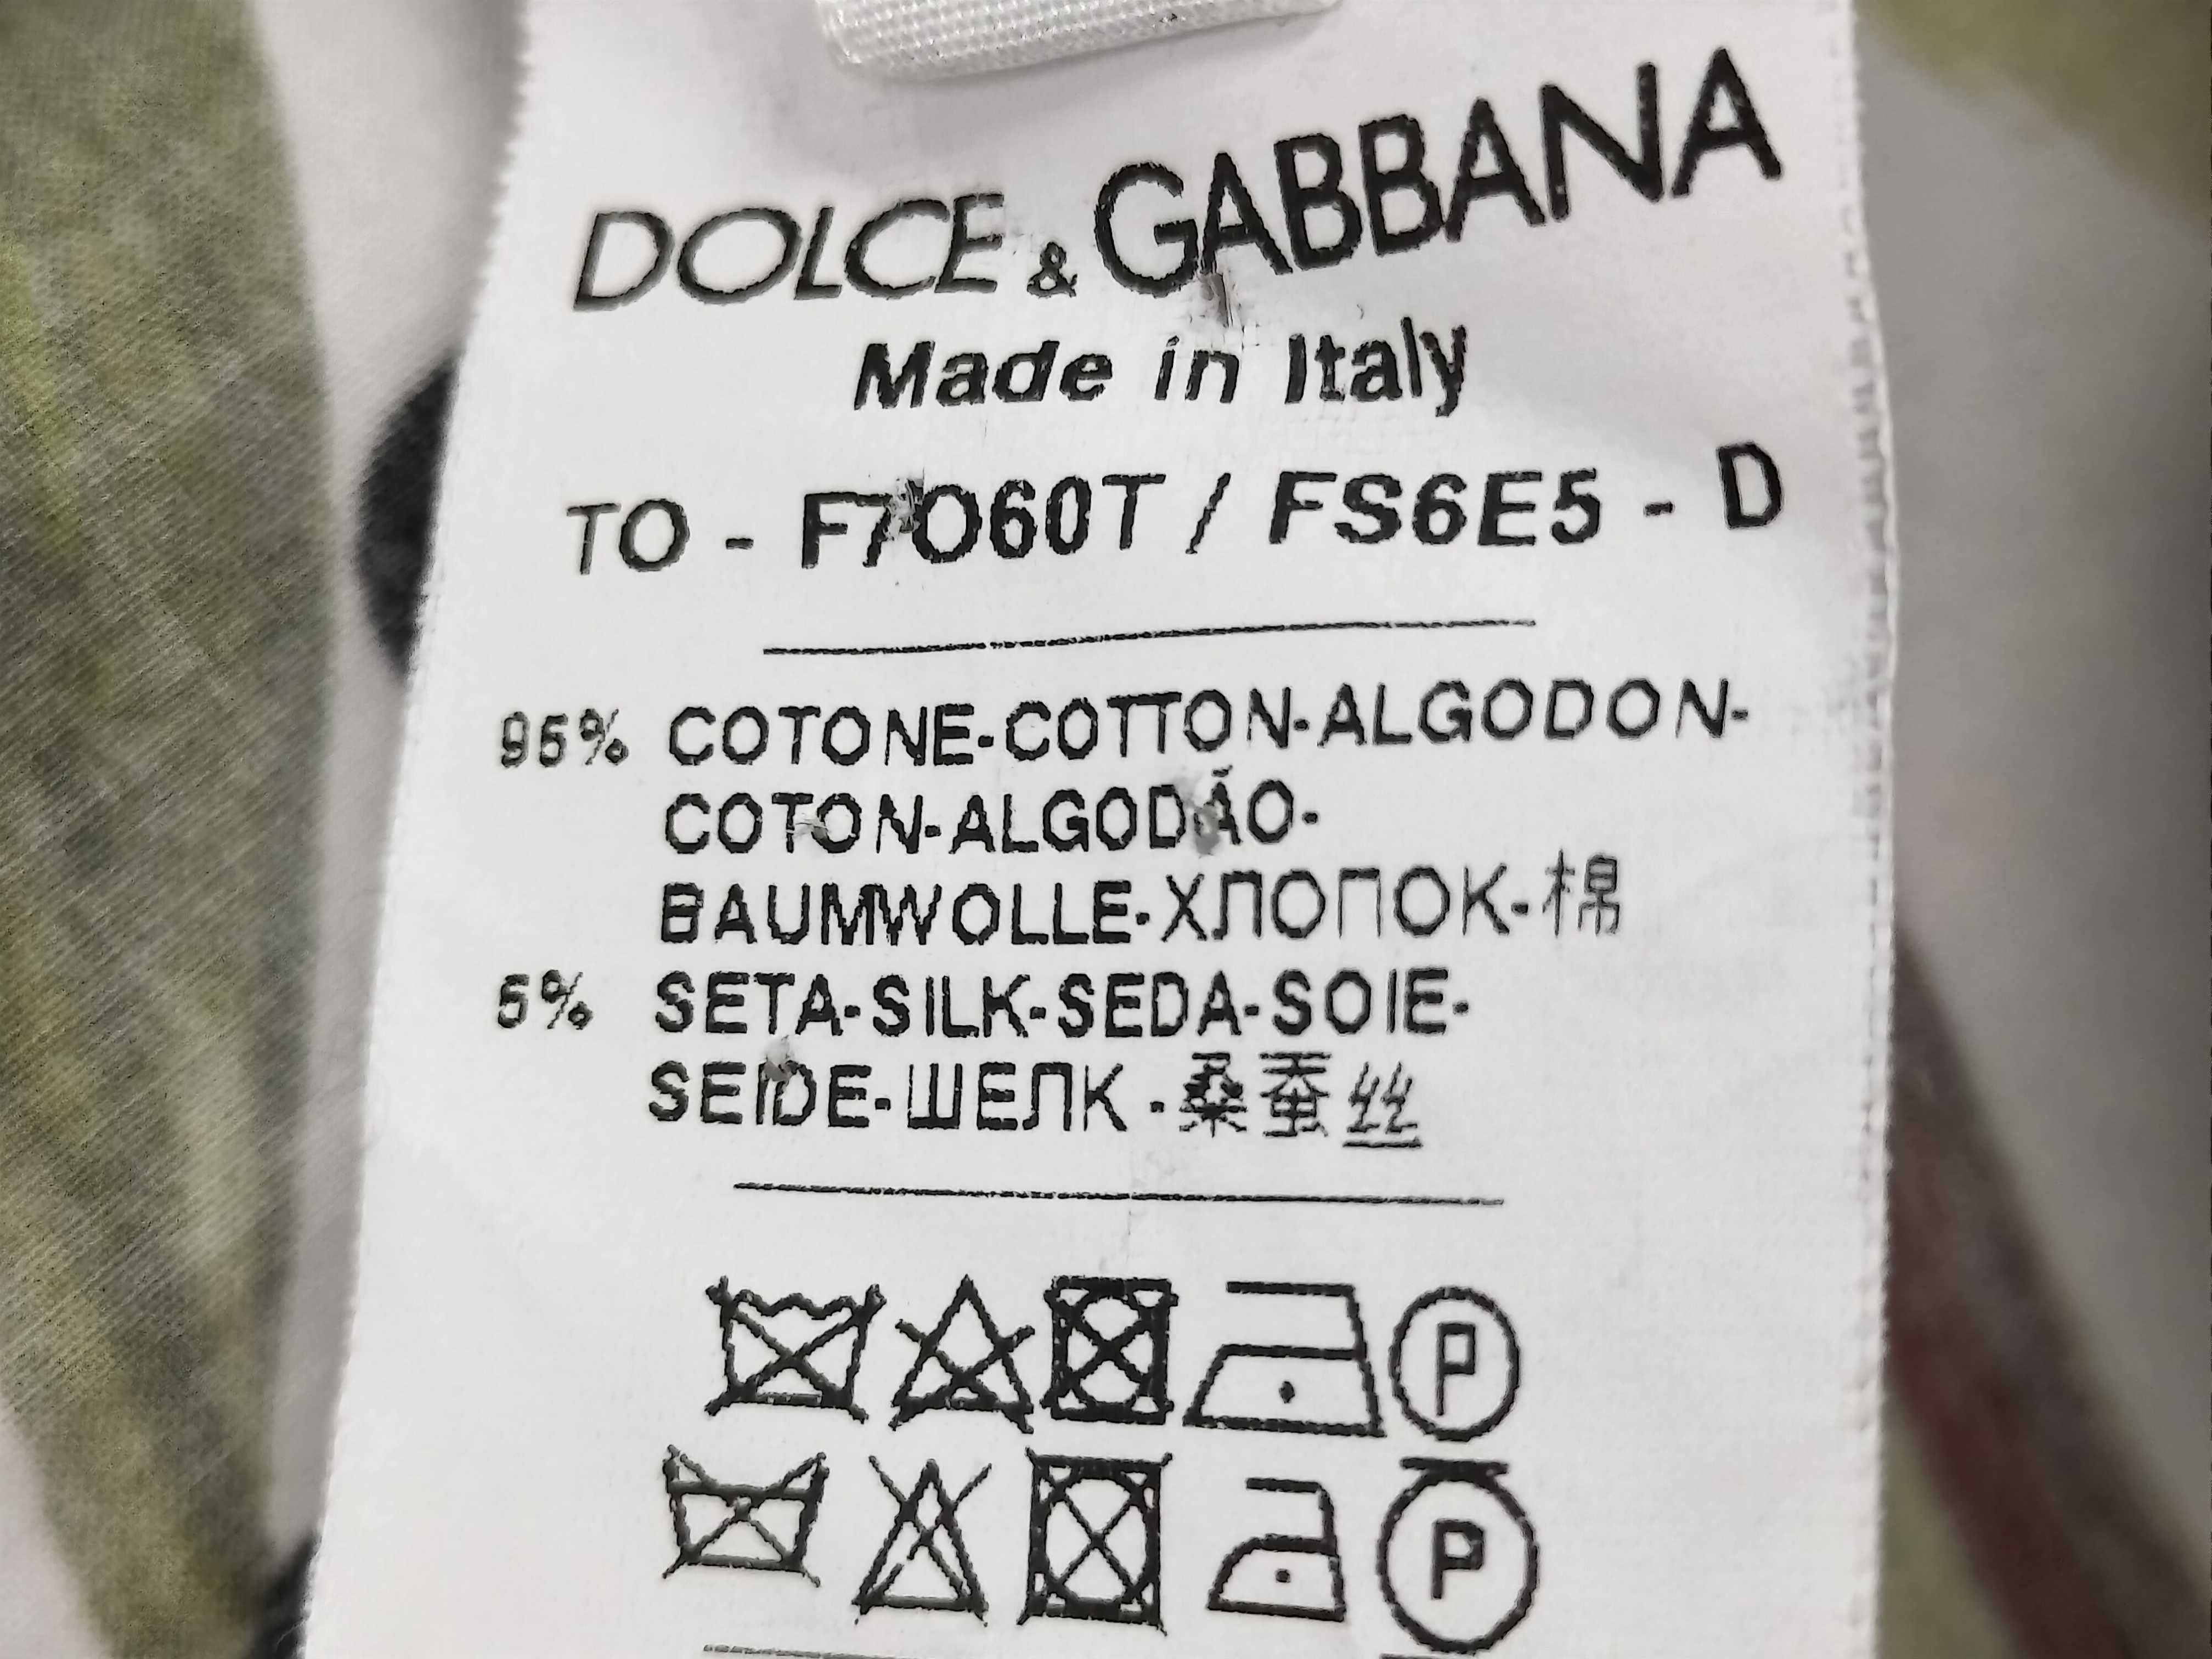 DOLCE & GABBANA
Made in Italy
TO - F7O60T / FS6E5 - D
95% COTONE-COTTON-ALGODON-
COTON-ALGODÃO-
BAUMWOLLE-ХЛОПОК-棉
5% SETA-SILK-SEDA-SOIE-
SEIDE-ШЕЛК-桑蚕丝
P
P